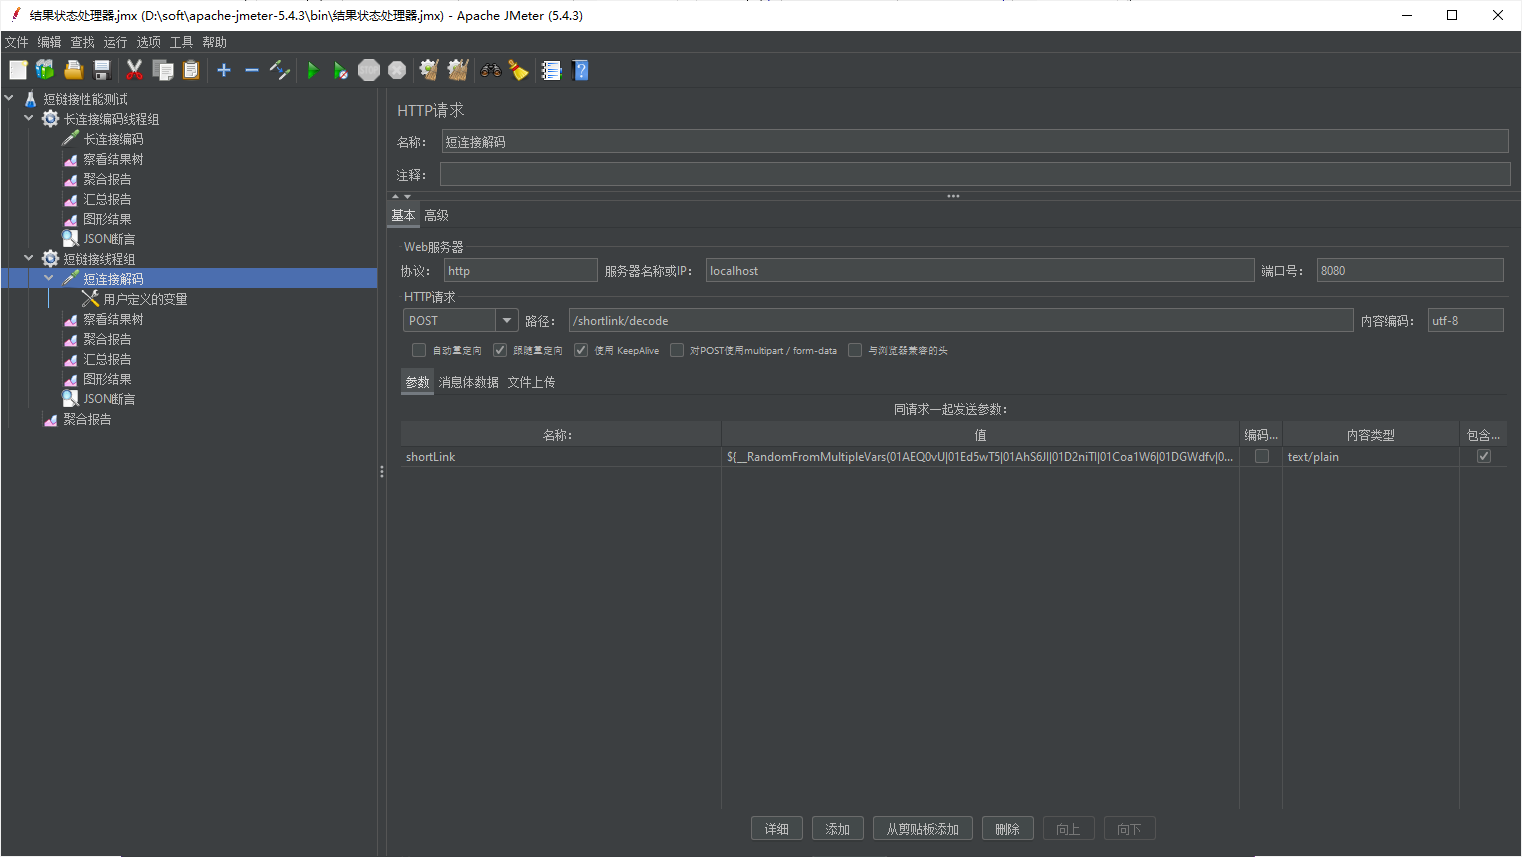 结果状态处理器.jmx (D:\soft\apache-jmeter-5.4.3\bin\结果状态处理器.jmx) - Apache JMeter (5.4.3)
文件 编辑 查找 运行 选项 工具 帮助
STOP
短链接性能测试
长连接编码线程组
长连接编码
察看结果树
聚合报告
汇总报告
图形结果
JSON断言
短链接线程组
短连接解码
用户定义的变量
察看结果树
聚合报告
汇总报告
图形结果
JSON断言
聚合报告
HTTP请求
名称： 短连接解码
注释：
基本 高级
Web服务器
协议： http 服务器名称或IP： localhost 端口号： 8080
HTTP请求
POST 路径： /shortlink/decode 内容编码： utf-8
自动重定向 跟随重定向 使用 KeepAlive 对POST使用multipart / form-data 与浏览器兼容的头
参数 消息体数据 文件上传
同请求一起发送参数：
名称： 值 编码... 内容类型 包含...
shortLink ${__RandomFromMultipleVars(01AEQ0vU|01Ed5wT5|01AhS6Jl|01D2niTl|01Coa1W6|01DGWdfv|0... text/plain
详细 添加 从剪贴板添加 删除 向上 向下